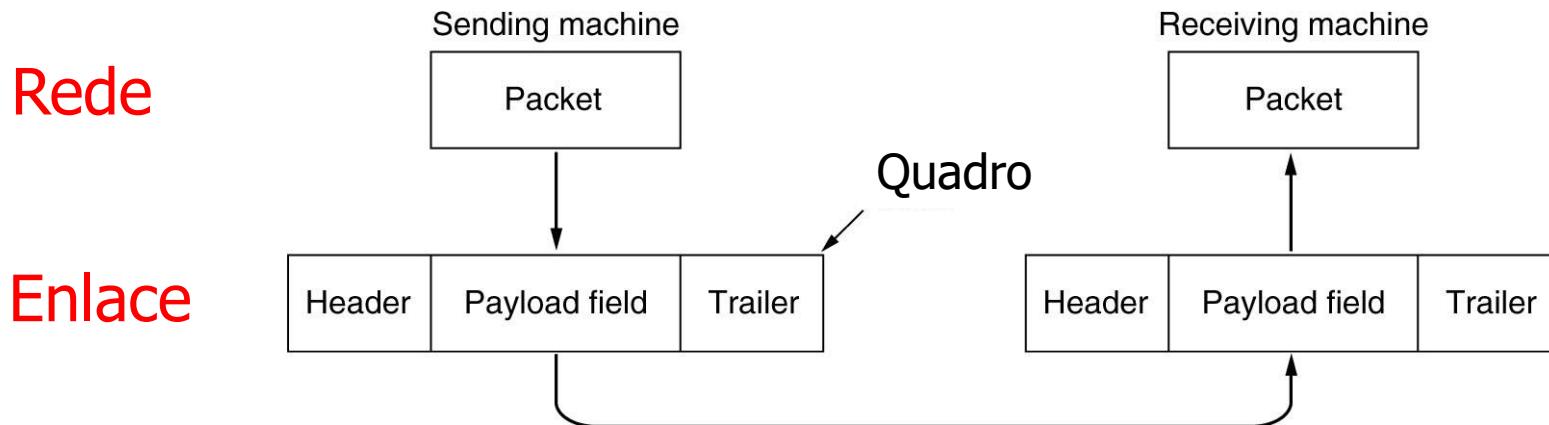 Sending machine
Receiving machine
Rede
Packet
Packet
Quadro
Enlace
Header
Payload field
Trailer
Header
Payload field
Trailer